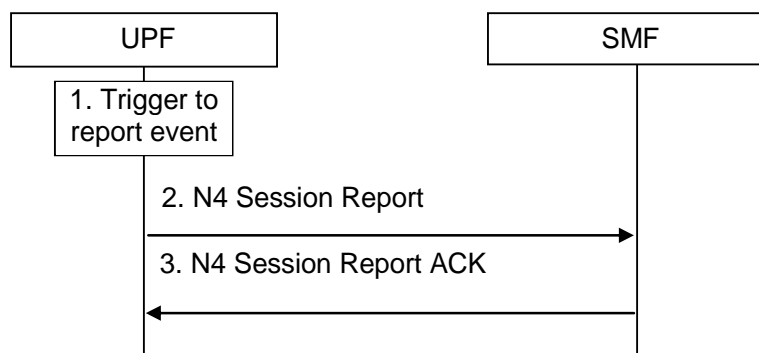 UPF
SMF
1. Trigger to
report event
2. N4 Session Report
3. N4 Session Report ACK